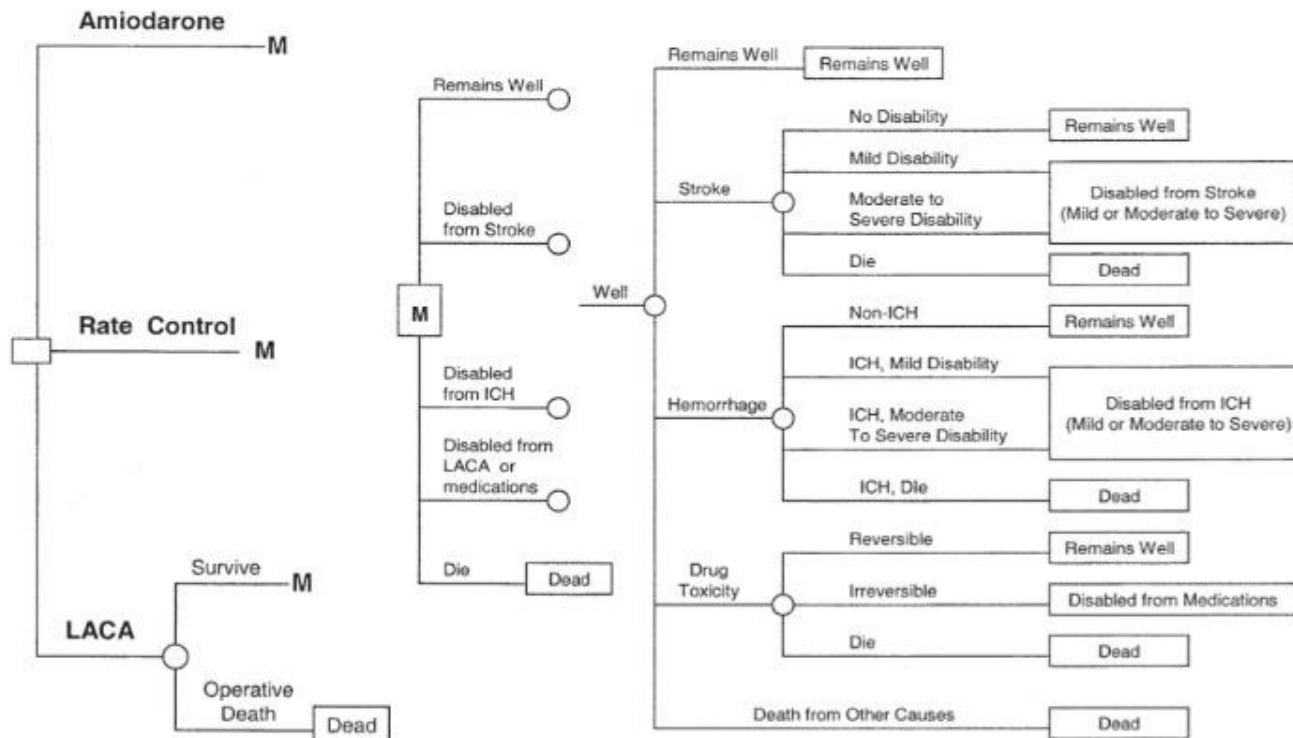 Amiodarone
M
Rate Control
M
LACA
Survive
M
Operative
Death
Dead
Remains Well
Disabled
from Stroke
M
Disabled
from ICH
Disabled from
LACA or
medications
Die
Dead
Well
Remains Well
Remains Well
Stroke
No Disability
Remains Well
Mild Disability
Moderate to
Severe Disability
Disabled from Stroke
(Mild or Moderate to Severe)
Die
Dead
Hemorrhage
Non-ICH
Remains Well
ICH, Mild Disability
ICH, Moderate
To Severe Disability
Disabled from ICH
(Mild or Moderate to Severe)
ICH, Die
Dead
Drug
Toxicity
Reversible
Remains Well
Irreversible
Disabled from Medications
Die
Dead
Death from Other Causes
Dead